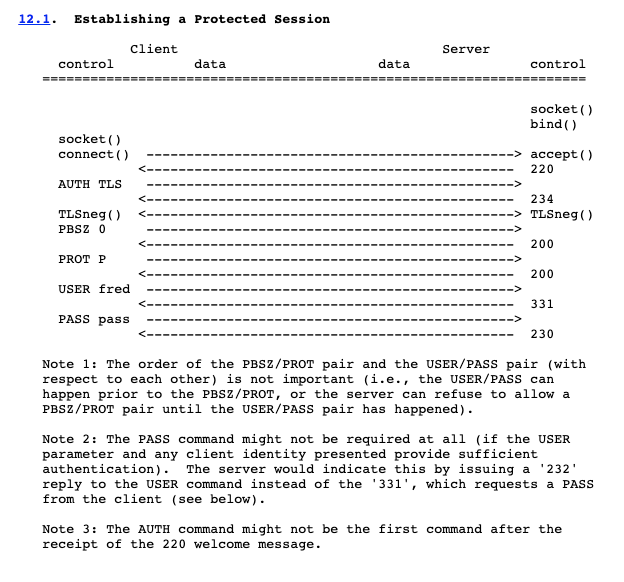 12.1.  Establishing a Protected Session
Client                                 Server
control          data                   data               control
====================================================================
socket()
bind()
socket()
connect()  ----------------------------------------------> accept()
<---------------------------------------------- 220
AUTH TLS   ---------------------------------------------->
<---------------------------------------------- 234
TLSneg()  <----------------------------------------------> TLSneg()
PBSZ 0     ---------------------------------------------->
<---------------------------------------------- 200
PROT P     ---------------------------------------------->
<---------------------------------------------- 200
USER fred  ---------------------------------------------->
<---------------------------------------------- 331
PASS pass  ---------------------------------------------->
<---------------------------------------------- 230
Note 1: The order of the PBSZ/PROT pair and the USER/PASS pair (with
respect to each other) is not important (i.e., the USER/PASS can
happen prior to the PBSZ/PROT, or the server can refuse to allow a
PBSZ/PROT pair until the USER/PASS pair has happened).
Note 2: The PASS command might not be required at all (if the USER
parameter and any client identity presented provide sufficient
authentication).  The server would indicate this by issuing a '232'
reply to the USER command instead of the '331', which requests a PASS
from the client (see below).
Note 3: The AUTH command might not be the first command after the
receipt of the 220 welcome message.